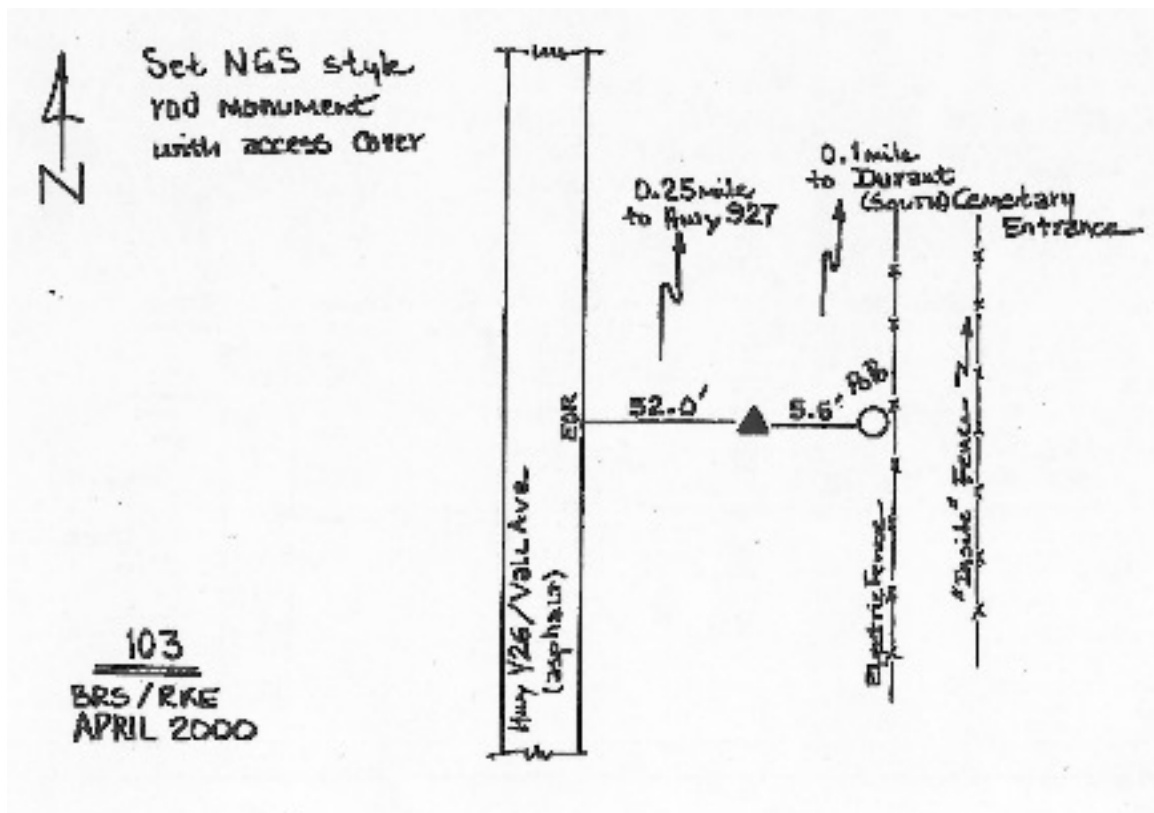 Set NGS style
rod monument
with access cover
N
0.25 mile
to Hwy 927
0.1 mile
to Durant
(South) Cemetary
Entrance
EOR
52.0'
5.6'
Electric Fence
"Inside" Fence
Hwy Y26/Vail Ave
(asphalt)
103
BRS/RKE
APRIL 2000